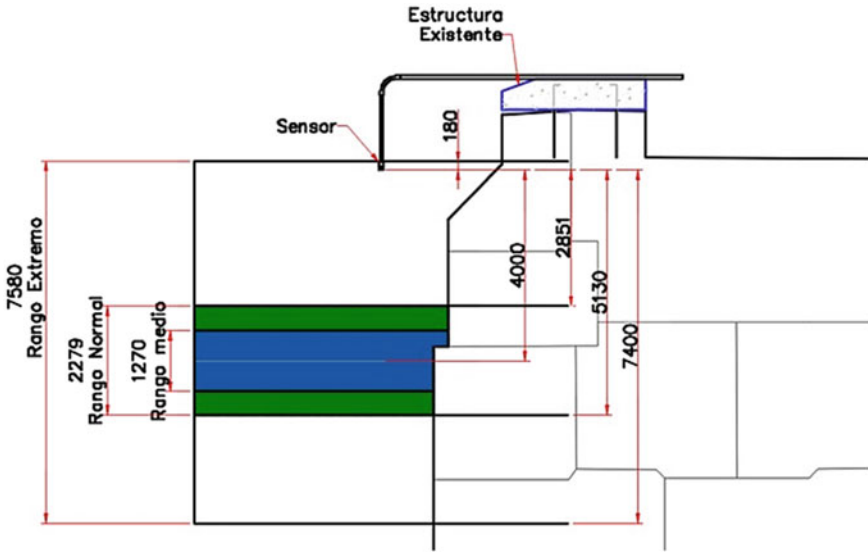 Estructura
Existente
Sensor
180
7580
Rango Extremo
2279
Rango Normal
1270
Rango medio
4000
2851
5130
7400